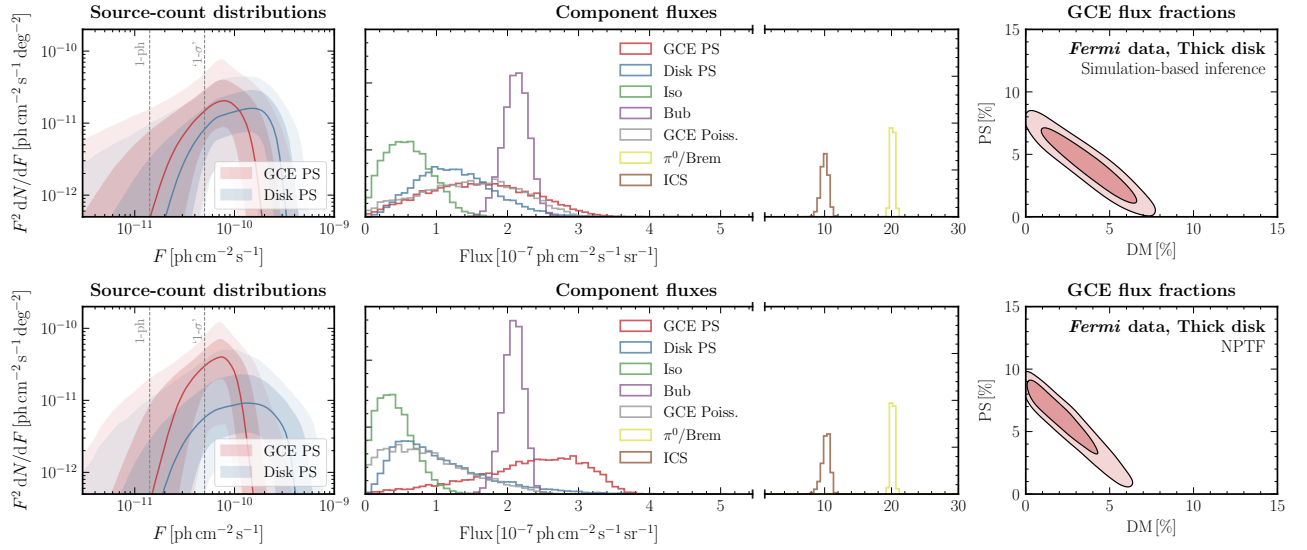 Source-count distributions
Component fluxes
GCE flux fractions
F² dN/dF [ph cm⁻² s⁻¹ deg⁻²]
10⁻¹⁰
10⁻¹¹
10⁻¹²
1-ph
'1-σ'
GCE PS
Disk PS
10⁻¹¹ 10⁻¹⁰ 10⁻⁹
F [ph cm⁻² s⁻¹]
GCE PS
Disk PS
Iso
Bub
GCE Poiss.
π⁰/Brem
ICS
0 1 2 3 4 5
10 20 30
Flux [10⁻⁷ ph cm⁻² s⁻¹ sr⁻¹]
Fermi data, Thick disk
Simulation-based inference
PS [%]
15
10
5
0
0 5 10 15
DM [%]
Source-count distributions
Component fluxes
GCE flux fractions
F² dN/dF [ph cm⁻² s⁻¹ deg⁻²]
10⁻¹⁰
10⁻¹¹
10⁻¹²
1-ph
'1-σ'
GCE PS
Disk PS
10⁻¹¹ 10⁻¹⁰ 10⁻⁹
F [ph cm⁻² s⁻¹]
GCE PS
Disk PS
Iso
Bub
GCE Poiss.
π⁰/Brem
ICS
0 1 2 3 4 5
10 20 30
Flux [10⁻⁷ ph cm⁻² s⁻¹ sr⁻¹]
Fermi data, Thick disk
NPTF
PS [%]
15
10
5
0
0 5 10 15
DM [%]